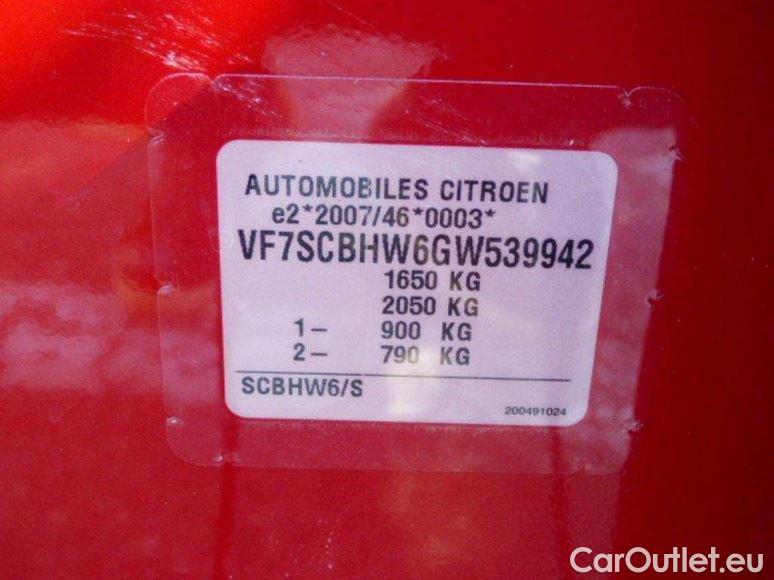 AUTOMOBILES CITROEN
e2*2007/46*0003*
VF7SCBHW6GW539942
1650 KG
2050 KG
1- 900 KG
2- 790 KG
SCBHW6/S
200491024
CarOutlet.eu